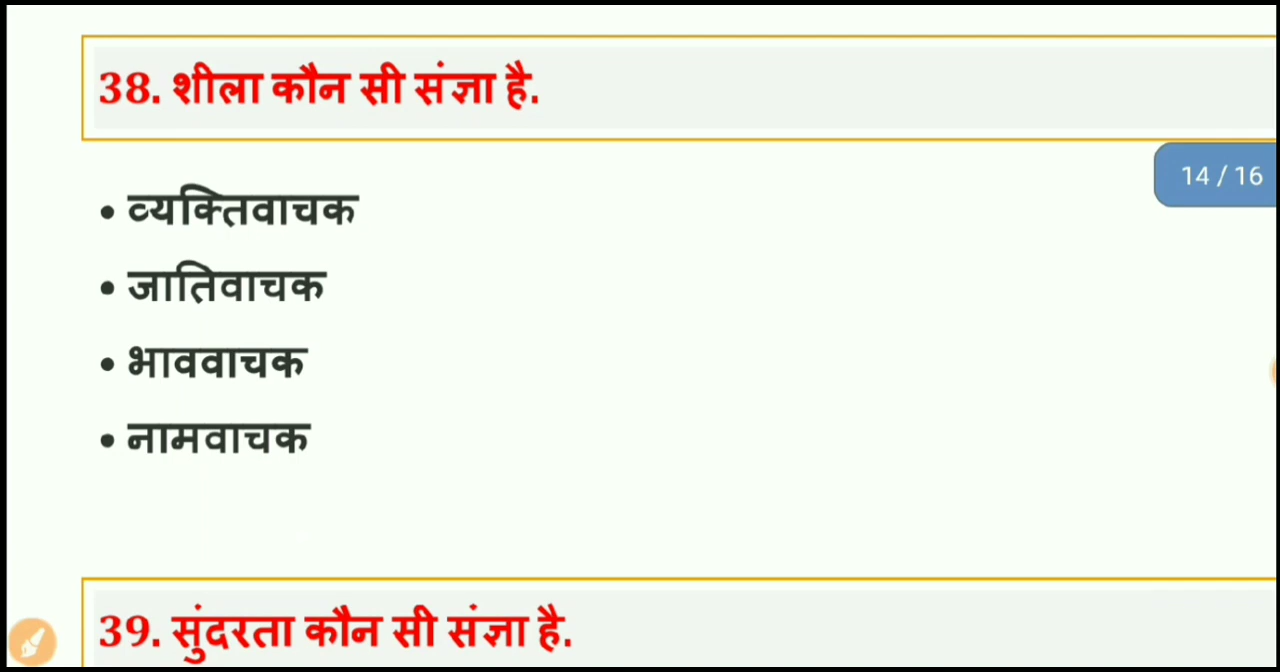 38. शीला कौन सी संज्ञा है.
14 / 16
• व्यक्तिवाचक
• जातिवाचक
• भाववाचक
• नामवाचक
39. सुंदरता कौन सी संज्ञा है.